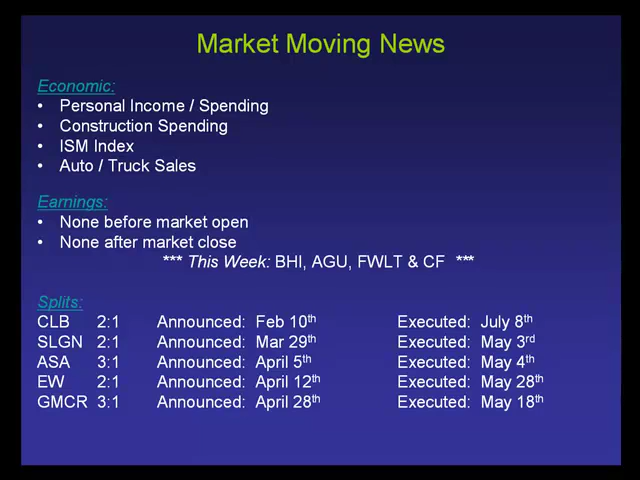 Market Moving News
Economic:
• Personal Income / Spending
• Construction Spending
• ISM Index
• Auto / Truck Sales
Earnings:
• None before market open
• None after market close
*** This Week: BHI, AGU, FWLT & CF ***
Splits:
CLB 2:1 Announced: Feb 10th Executed: July 8th
SLGN 2:1 Announced: Mar 29th Executed: May 3rd
ASA 3:1 Announced: April 5th Executed: May 4th
EW 2:1 Announced: April 12th Executed: May 28th
GMCR 3:1 Announced: April 28th Executed: May 18th